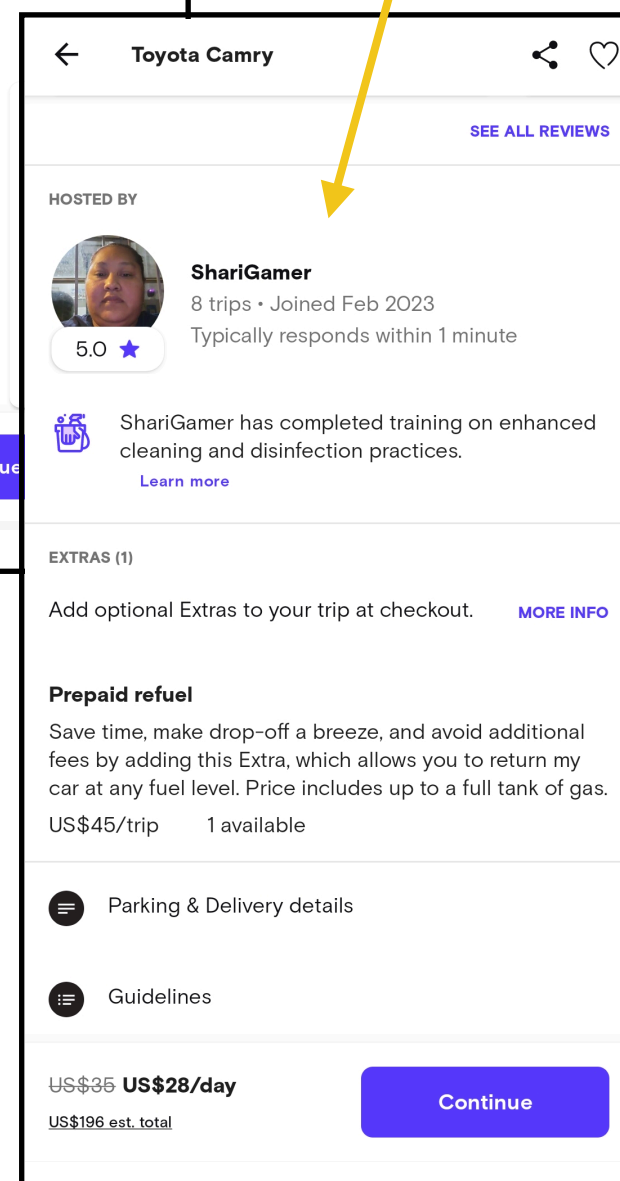 Toyota Camry
SEE ALL REVIEWS
HOSTED BY
ShariGamer
8 trips • Joined Feb 2023
Typically responds within 1 minute
5.0
ShariGamer has completed training on enhanced
cleaning and disinfection practices.
Learn more
ue
EXTRAS (1)
Add optional Extras to your trip at checkout.
MORE INFO
Prepaid refuel
Save time, make drop-off a breeze, and avoid additional
fees by adding this Extra, which allows you to return my
car at any fuel level. Price includes up to a full tank of gas.
US$45/trip 1 available
Parking & Delivery details
Guidelines
US$35 US$28/day
US$196 est. total
Continue